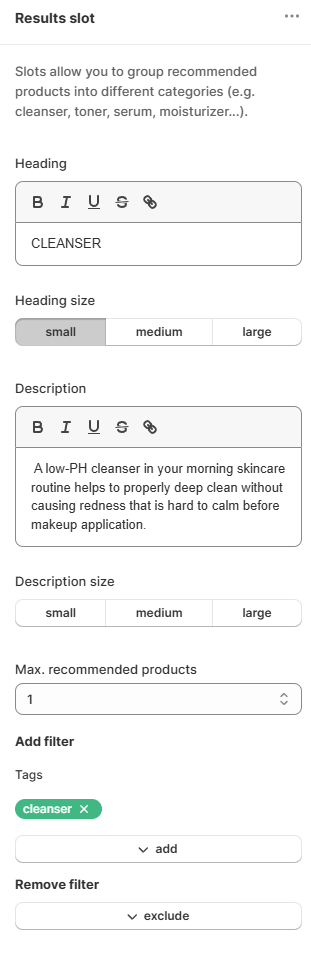 Results slot
Slots allow you to group recommended
products into different categories (e.g.
cleanser, toner, serum, moisturizer...).
Heading
B I U S
CLEANSER
Heading size
small medium large
Description
B I U S
A low-PH cleanser in your morning skincare
routine helps to properly deep clean without
causing redness that is hard to calm before
makeup application.
Description size
small medium large
Max. recommended products
1
Add filter
Tags
cleanser ×
add
Remove filter
exclude